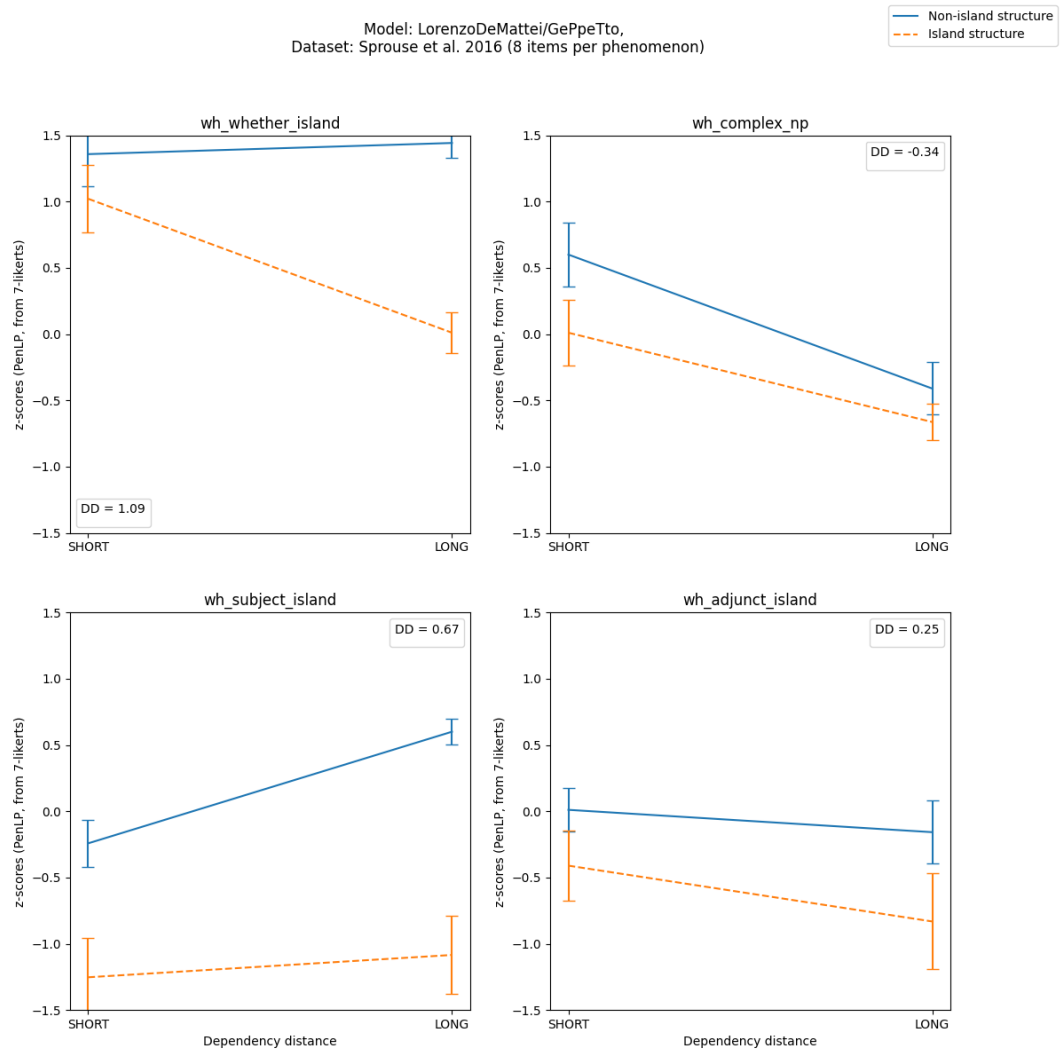 Model: LorenzoDeMattei/GePpeTto,
Dataset: Sprouse et al. 2016 (8 items per phenomenon)
Non-island structure
Island structure
wh_whether_island
z-scores (PenLP, from 7-likerts)
1.5
1.0
0.5
0.0
−0.5
−1.0
−1.5
DD = 1.09
SHORT
LONG
wh_complex_np
z-scores (PenLP, from 7-likerts)
1.5
1.0
0.5
0.0
−0.5
−1.0
−1.5
DD = -0.34
SHORT
LONG
wh_subject_island
z-scores (PenLP, from 7-likerts)
1.5
1.0
0.5
0.0
−0.5
−1.0
−1.5
DD = 0.67
SHORT
LONG
Dependency distance
wh_adjunct_island
z-scores (PenLP, from 7-likerts)
1.5
1.0
0.5
0.0
−0.5
−1.0
−1.5
DD = 0.25
SHORT
LONG
Dependency distance